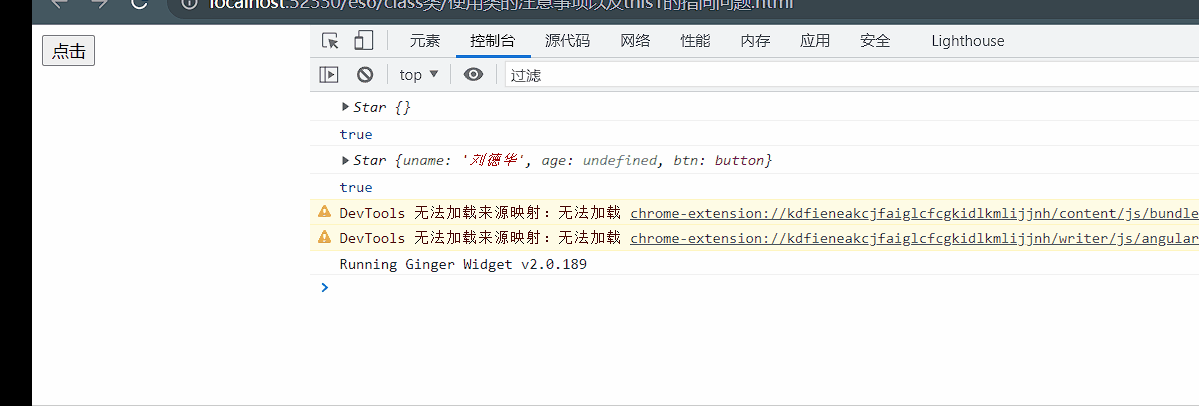 localhost:52330/es6/class类/使用类的注意事项以及this1的指向问题.html
点击
元素 控制台 源代码 网络 性能 内存 应用 安全 Lighthouse
top 过滤
Star {}
true
Star {uname: '刘德华', age: undefined, btn: button}
true
DevTools 无法加载来源映射：无法加载 chrome-extension://kdfieneakcjfaiglcfcgkidlkmlijjnh/content/js/bundle
DevTools 无法加载来源映射：无法加载 chrome-extension://kdfieneakcjfaiglcfcgkidlkmlijjnh/writer/js/angular
Running Ginger Widget v2.0.189